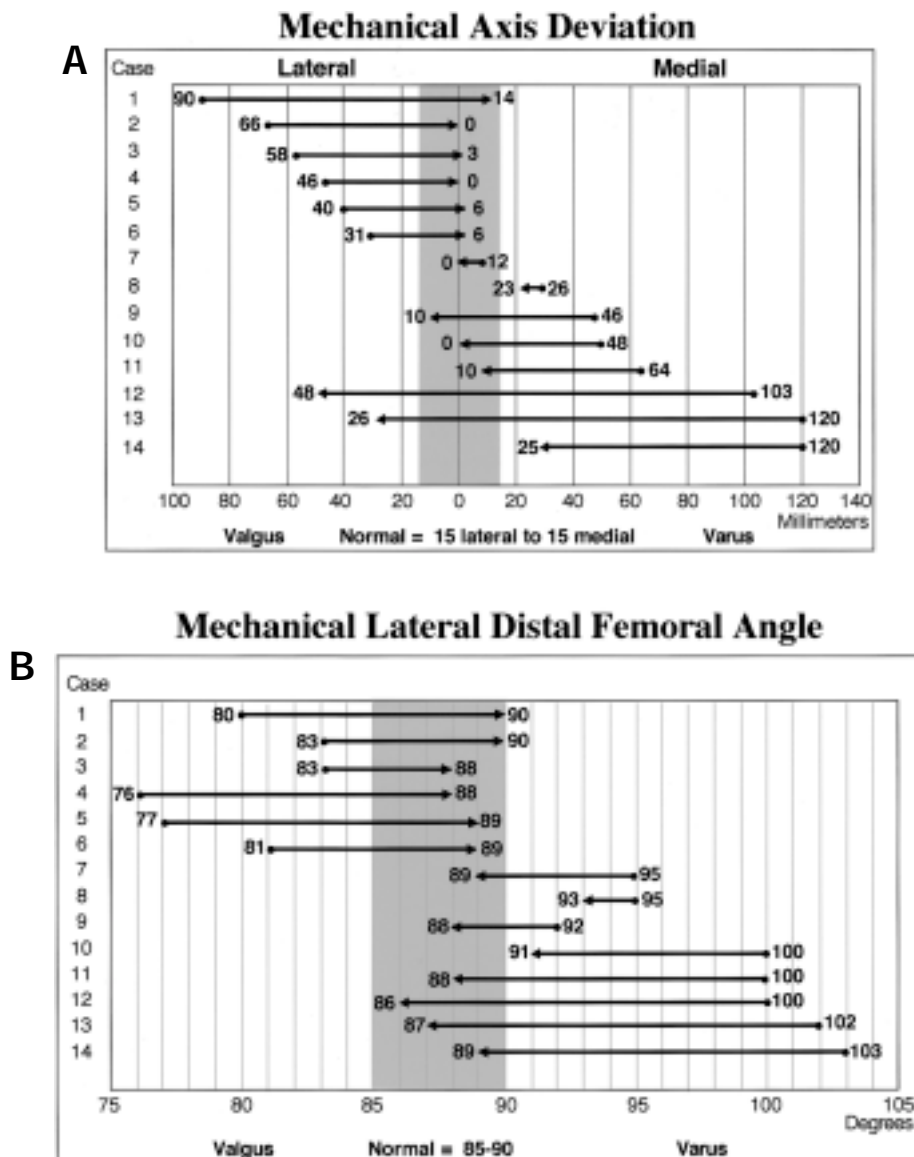 Mechanical Axis Deviation
A
Case Lateral Medial
1 90 14
2 66 0
3 58 3
4 46 0
5 40 6
6 31 6
7 0 12
8 23 26
9 10 46
10 0 48
11 10 64
12 48 103
13 26 120
14 25 120
100 80 60 40 20 0 20 40 60 80 100 120 140
Millimeters
Valgus Normal = 15 lateral to 15 medial Varus
Mechanical Lateral Distal Femoral Angle
B
Case
1 80 90
2 83 90
3 83 88
4 76 88
5 77 89
6 81 89
7 89 95
8 93 95
9 88 92
10 91 100
11 88 100
12 86 100
13 87 102
14 89 103
75 80 85 90 95 100 105
Degrees
Valgus Normal = 85-90 Varus